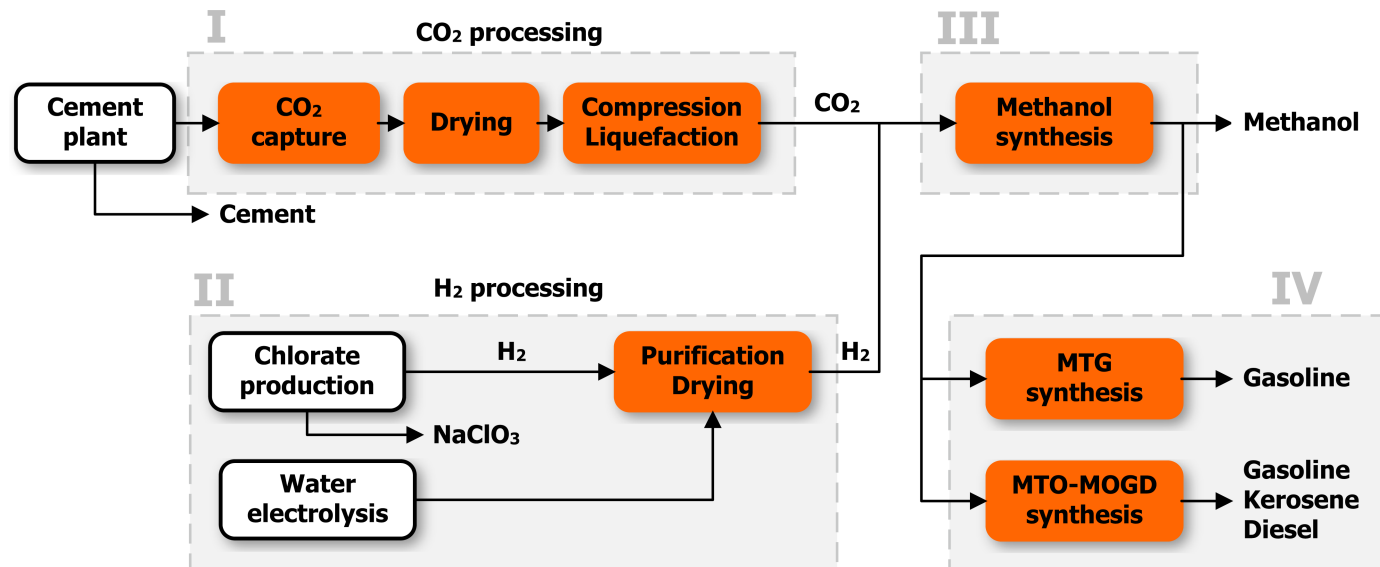 I
CO₂ processing
III
Cement
plant
CO₂
capture
Drying
Compression
Liquefaction
CO₂
Methanol
synthesis
Methanol
Cement
II
H₂ processing
IV
Chlorate
production
H₂
Purification
Drying
H₂
MTG
synthesis
Gasoline
NaClO₃
Water
electrolysis
MTO-MOGD
synthesis
Gasoline
Kerosene
Diesel